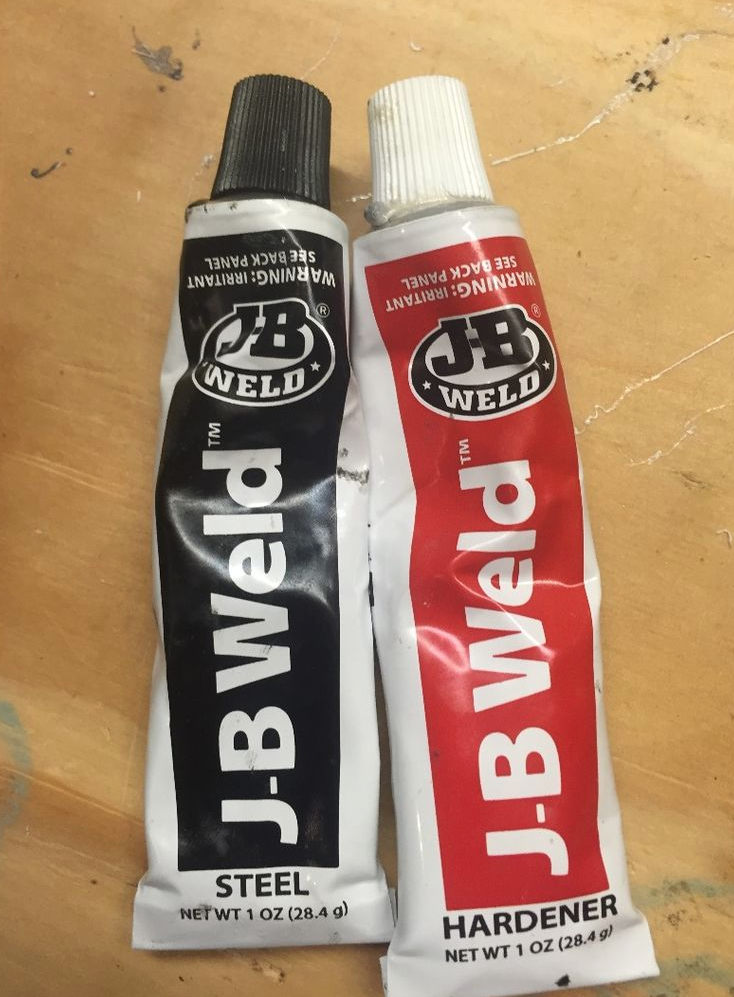 WARNING: IRRITANT
SEE BACK PANEL
J-B
WELD
®
J-B Weld™
STEEL
NET WT 1 OZ (28.4 g)
WARNING: IRRITANT
SEE BACK PANEL
J-B
WELD
®
J-B Weld™
HARDENER
NET WT 1 OZ (28.4 g)